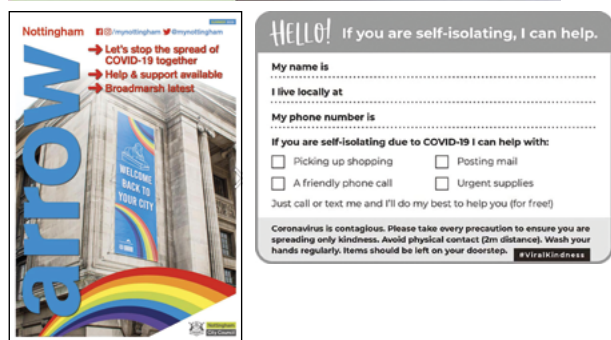 Nottingham
/mynottingham @mynottingham
Let's stop the spread of
COVID-19 together
Help & support available
Broadmarsh latest
arrow
WELCOME
BACK TO
YOUR CITY
Nottingham
City Council
HELLO! If you are self-isolating, I can help.
My name is
I live locally at
My phone number is
If you are self-isolating due to COVID-19 I can help with:
Picking up shopping
Posting mail
A friendly phone call
Urgent supplies
Just call or text me and I'll do my best to help you (for free!)
Coronavirus is contagious. Please take every precaution to ensure you are
spreading only kindness. Avoid physical contact (2m distance). Wash your
hands regularly. Items should be left on your doorstep. #ViralKindness